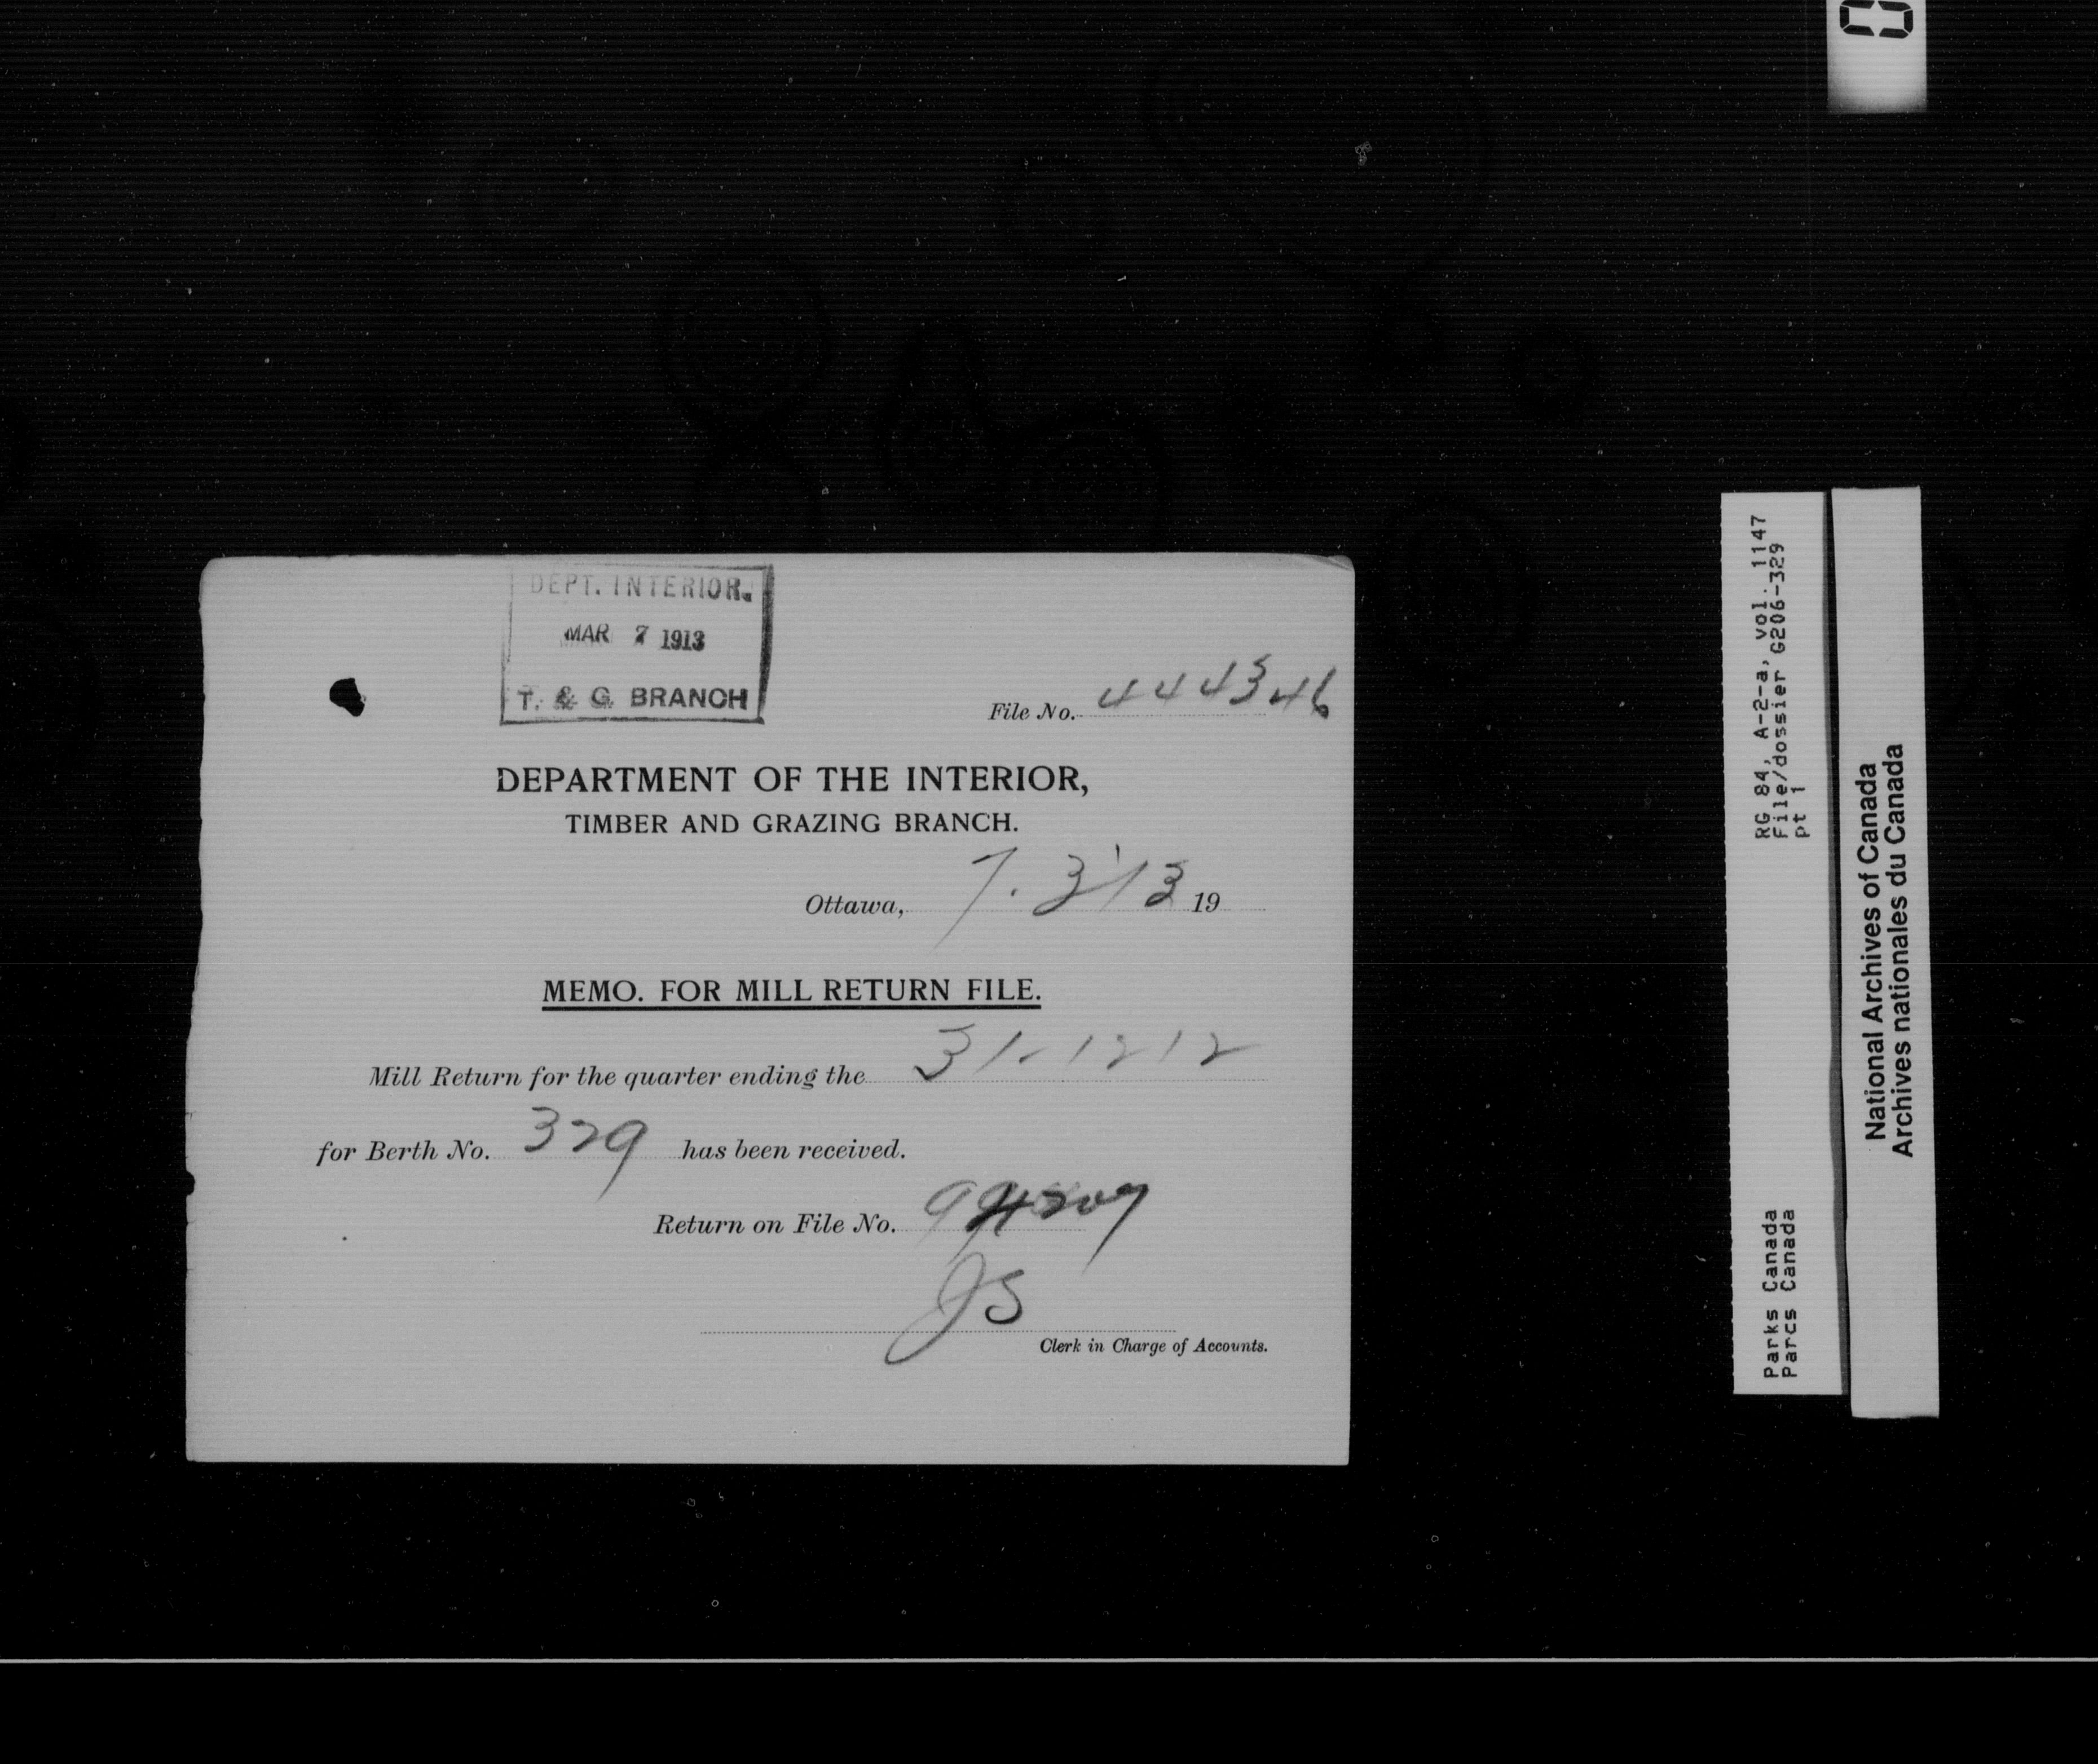 DEPT. INTERIOR.
MAR 7 1913
T. & G. BRANCH
File No. 444346
DEPARTMENT OF THE INTERIOR,
TIMBER AND GRAZING BRANCH.
Ottawa, 7.3'13 19
MEMO. FOR MILL RETURN FILE.
Mill Return for the quarter ending the 31-12 12
for Berth No. 329 has been received.
Return on File No.
JS
Clerk in Charge of Accounts.
RG 84, A-2-a, vol. 1147
File/dossier G206-329
pt 1
Parks Canada
Parcs Canada
National Archives of Canada
Archives nationales du Canada